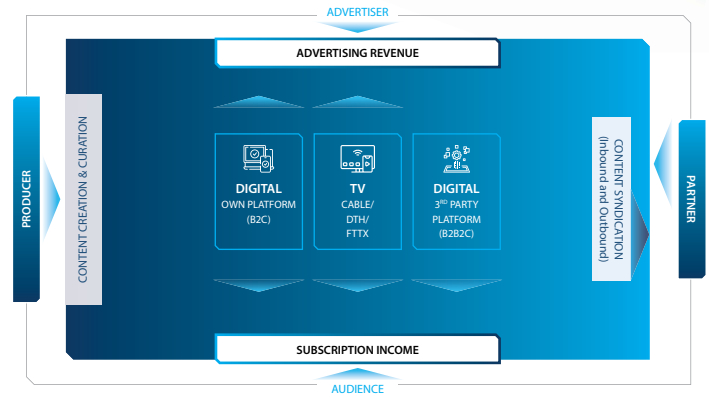 ADVERTISER
ADVERTISING REVENUE
PRODUCER
CONTENT CREATION & CURATION
DIGITAL
OWN PLATFORM
(B2C)
TV
CABLE/
DTH/
FTTX
DIGITAL
3RD PARTY
PLATFORM
(B2B2C)
CONTENT SYNDICATION
(Inbound and Outbound)
PARTNER
SUBSCRIPTION INCOME
AUDIENCE